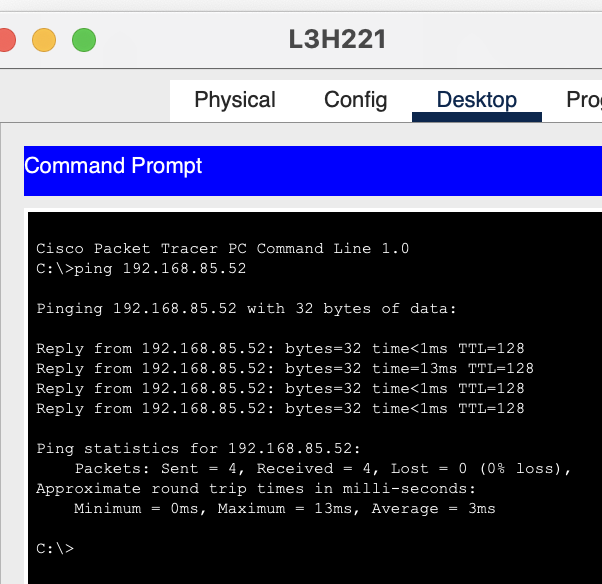 L3H221
Physical Config Desktop
Command Prompt
Cisco Packet Tracer PC Command Line 1.0
C:\>ping 192.168.85.52
Pinging 192.168.85.52 with 32 bytes of data:
Reply from 192.168.85.52: bytes=32 time<1ms TTL=128
Reply from 192.168.85.52: bytes=32 time=13ms TTL=128
Reply from 192.168.85.52: bytes=32 time<1ms TTL=128
Reply from 192.168.85.52: bytes=32 time<1ms TTL=128
Ping statistics for 192.168.85.52:
    Packets: Sent = 4, Received = 4, Lost = 0 (0% loss),
Approximate round trip times in milli-seconds:
    Minimum = 0ms, Maximum = 13ms, Average = 3ms
C:\>